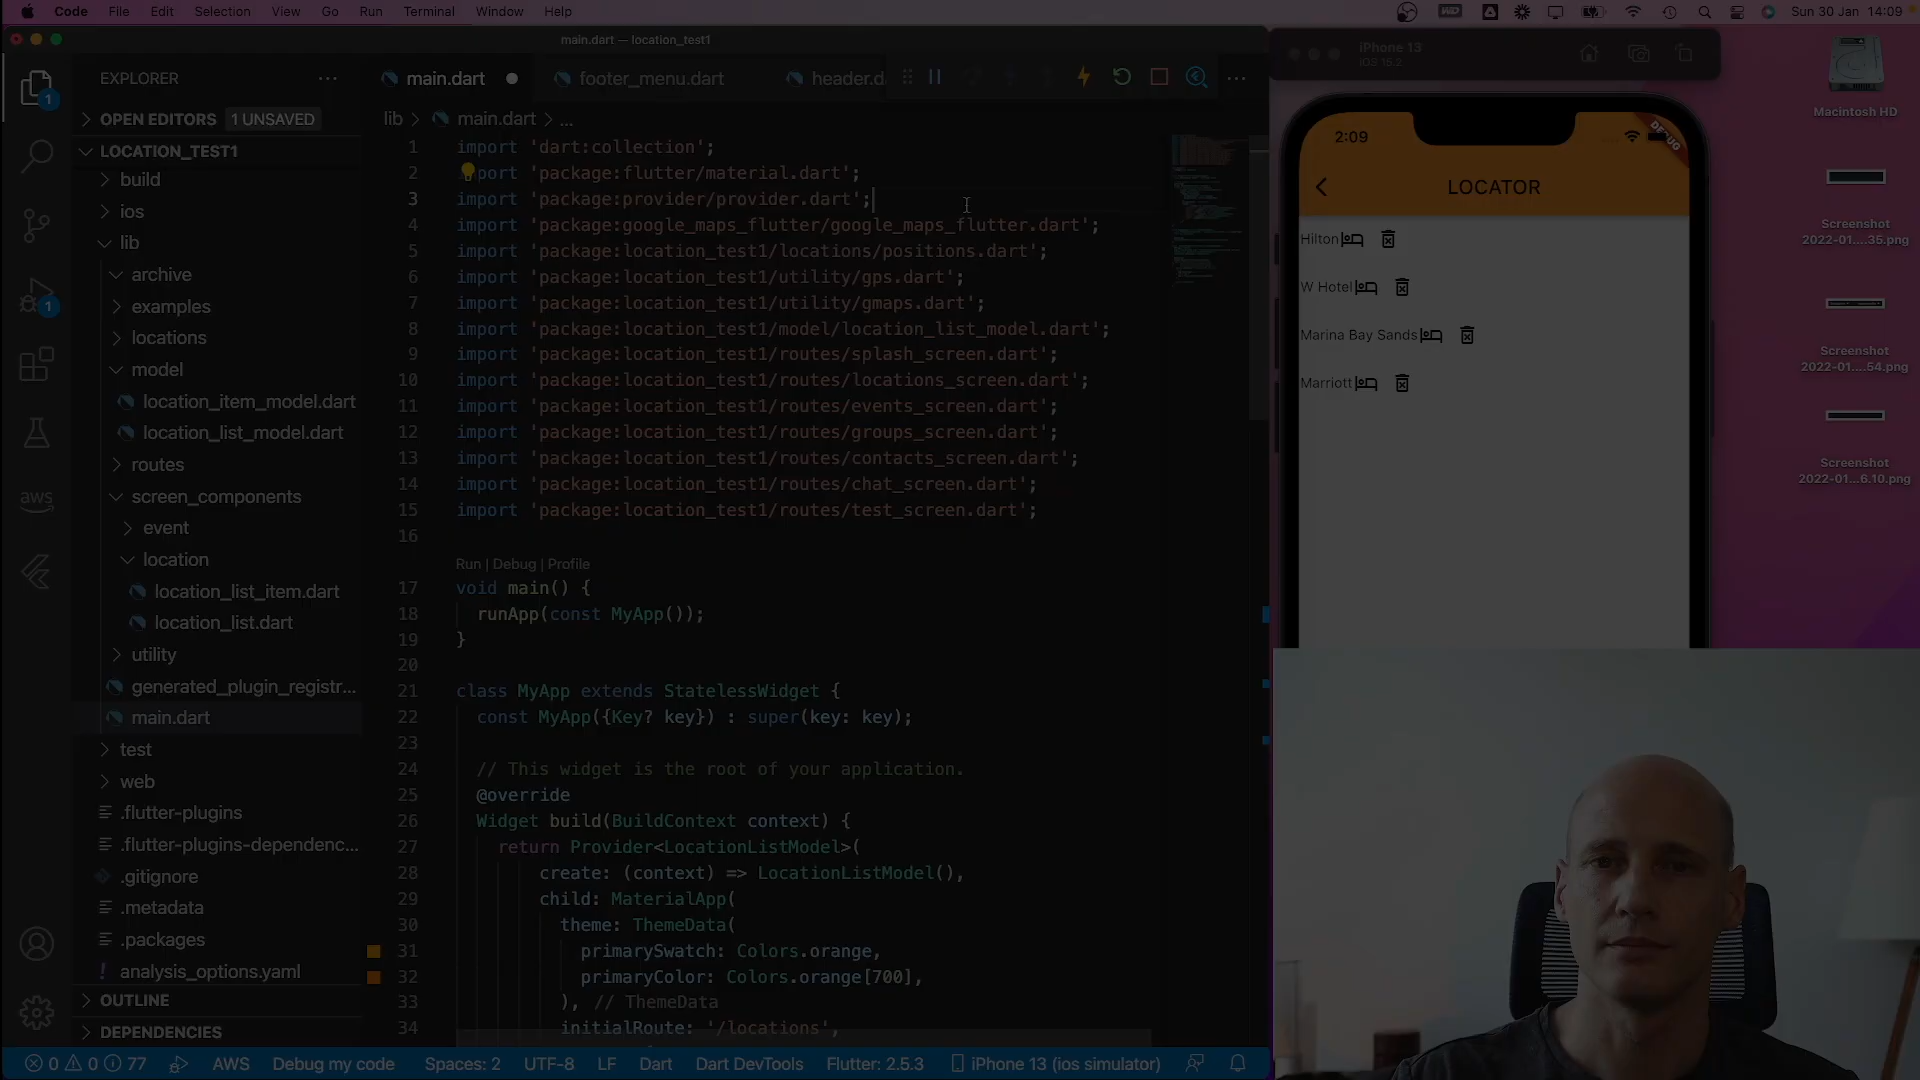 Code File Edit Selection View Go Run Terminal Window Help
Sun 30 Jan 14:09
main.dart — location_test1
EXPLORER
OPEN EDITORS 1 UNSAVED
LOCATION_TEST1
build
ios
lib
archive
examples
locations
model
location_item_model.dart
location_list_model.dart
routes
screen_components
event
location
location_list_item.dart
location_list.dart
utility
generated_plugin_registr...
main.dart
test
web
.flutter-plugins
.flutter-plugins-dependenc...
.gitignore
.metadata
.packages
! analysis_options.yaml
OUTLINE
DEPENDENCIES
1
1
aws
main.dart footer_menu.dart header.d
lib > main.dart > ...
1 import 'dart:collection';
2 port 'package:flutter/material.dart';
3 import 'package:provider/provider.dart';
4 import 'package:google_maps_flutter/google_maps_flutter.dart';
5 import 'package:location_test1/locations/positions.dart';
6 import 'package:location_test1/utility/gps.dart';
7 import 'package:location_test1/utility/gmaps.dart';
8 import 'package:location_test1/model/location_list_model.dart';
9 import 'package:location_test1/routes/splash_screen.dart';
10 import 'package:location_test1/routes/locations_screen.dart';
11 import 'package:location_test1/routes/events_screen.dart';
12 import 'package:location_test1/routes/groups_screen.dart';
13 import 'package:location_test1/routes/contacts_screen.dart';
14 import 'package:location_test1/routes/chat_screen.dart';
15 import 'package:location_test1/routes/test_screen.dart';
16
Run | Debug | Profile
17 void main() {
18 runApp(const MyApp());
19 }
20
21 class MyApp extends StatelessWidget {
22 const MyApp({Key? key}) : super(key: key);
23
24 // This widget is the root of your application.
25 @override
26 Widget build(BuildContext context) {
27 return Provider<LocationListModel>(
28 create: (context) => LocationListModel(),
29 child: MaterialApp(
30 theme: ThemeData(
31 primarySwatch: Colors.orange,
32 primaryColor: Colors.orange[700],
33 ), // ThemeData
34 initialRoute: '/locations',
0 0 77 AWS Debug my code Spaces: 2 UTF-8 LF Dart Dart DevTools Flutter: 2.5.3 iPhone 13 (ios simulator)
iPhone 13
iOS 15.2
2:09
DEBUG
LOCATOR
Hilton
W Hotel
Marina Bay Sands
Marriott
Macintosh HD
Screenshot
2022-01....35.png
Screenshot
2022-01....54.png
Screenshot
2022-01...6.10.png